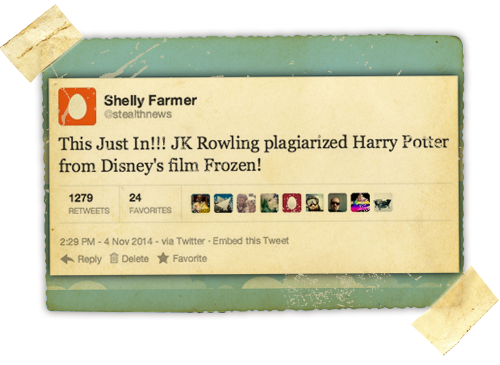 Shelly Farmer
@stealthnews
This Just In!!! JK Rowling plagiarized Harry Potter
from Disney's film Frozen!
1279
RETWEETS
24
FAVORITES
2:29 PM - 4 Nov 2014 - via Twitter · Embed this Tweet
Reply Delete Favorite